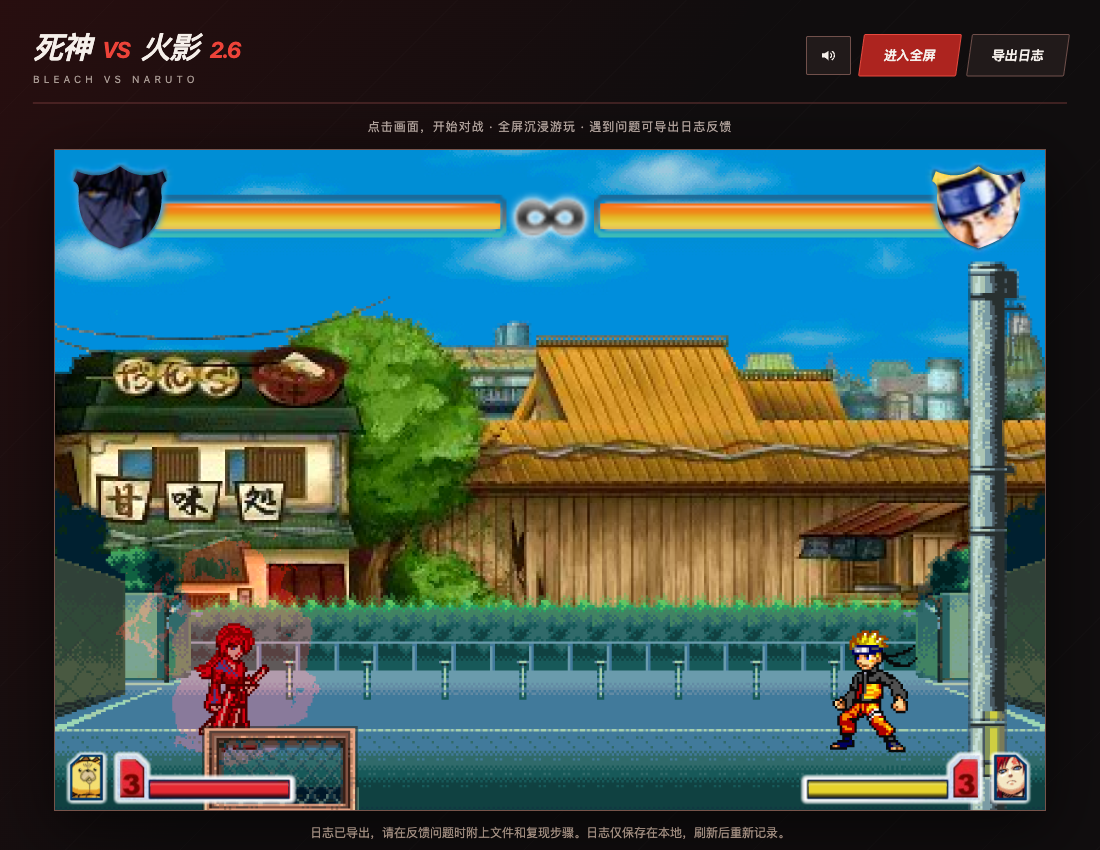 死神 VS 火影 2.6
BLEACH VS NARUTO
进入全屏
导出日志
点击画面，开始对战 · 全屏沉浸游玩 · 遇到问题可导出日志反馈
甘 味 処
3
3
日志已导出，请在反馈问题时附上文件和复现步骤。日志仅保存在本地，刷新后重新记录。